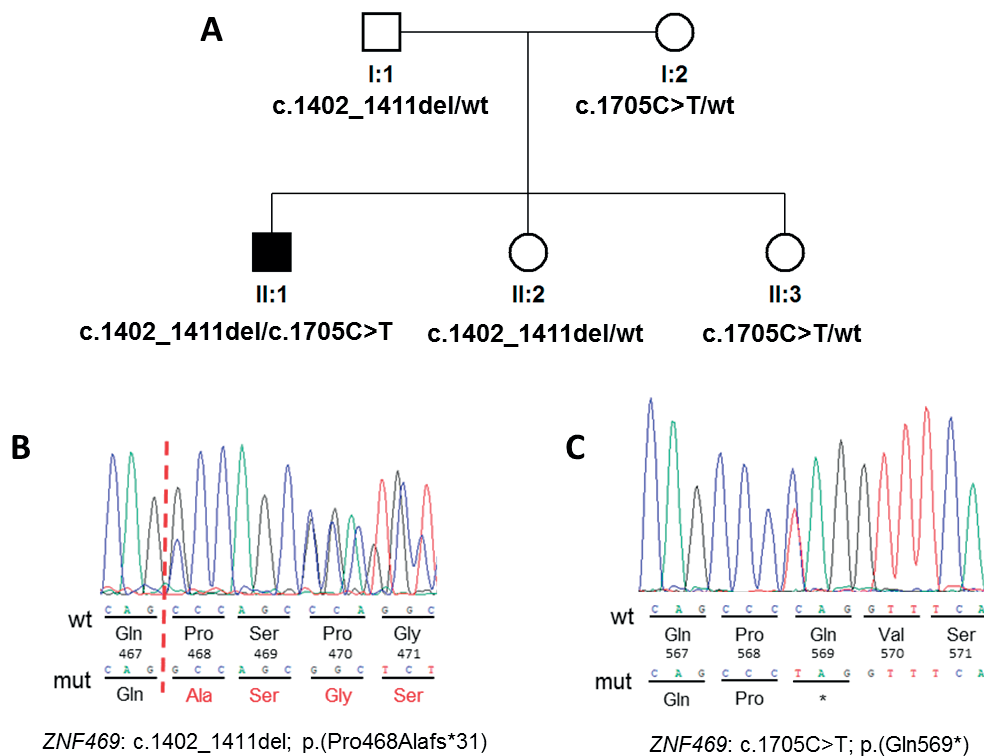 A
I:1
I:2
c.1402_1411del/wt
c.1705C>T/wt
II:1
II:2
II:3
c.1402_1411del/c.1705C>T
c.1402_1411del/wt
c.1705C>T/wt
B
wt
C A G C C C A G C C C A G G C
Gln Pro Ser Pro Gly
467 468 469 470 471
mut
C A G G C C A G C G G C T C T
Gln Ala Ser Gly Ser
ZNF469: c.1402_1411del; p.(Pro468Alafs*31)
C
wt
C A G C C C C A G G T T T C A
Gln Pro Gln Val Ser
567 568 569 570 571
mut
C A G C C C T A G G T T T C A
Gln Pro *
ZNF469: c.1705C>T; p.(Gln569*)